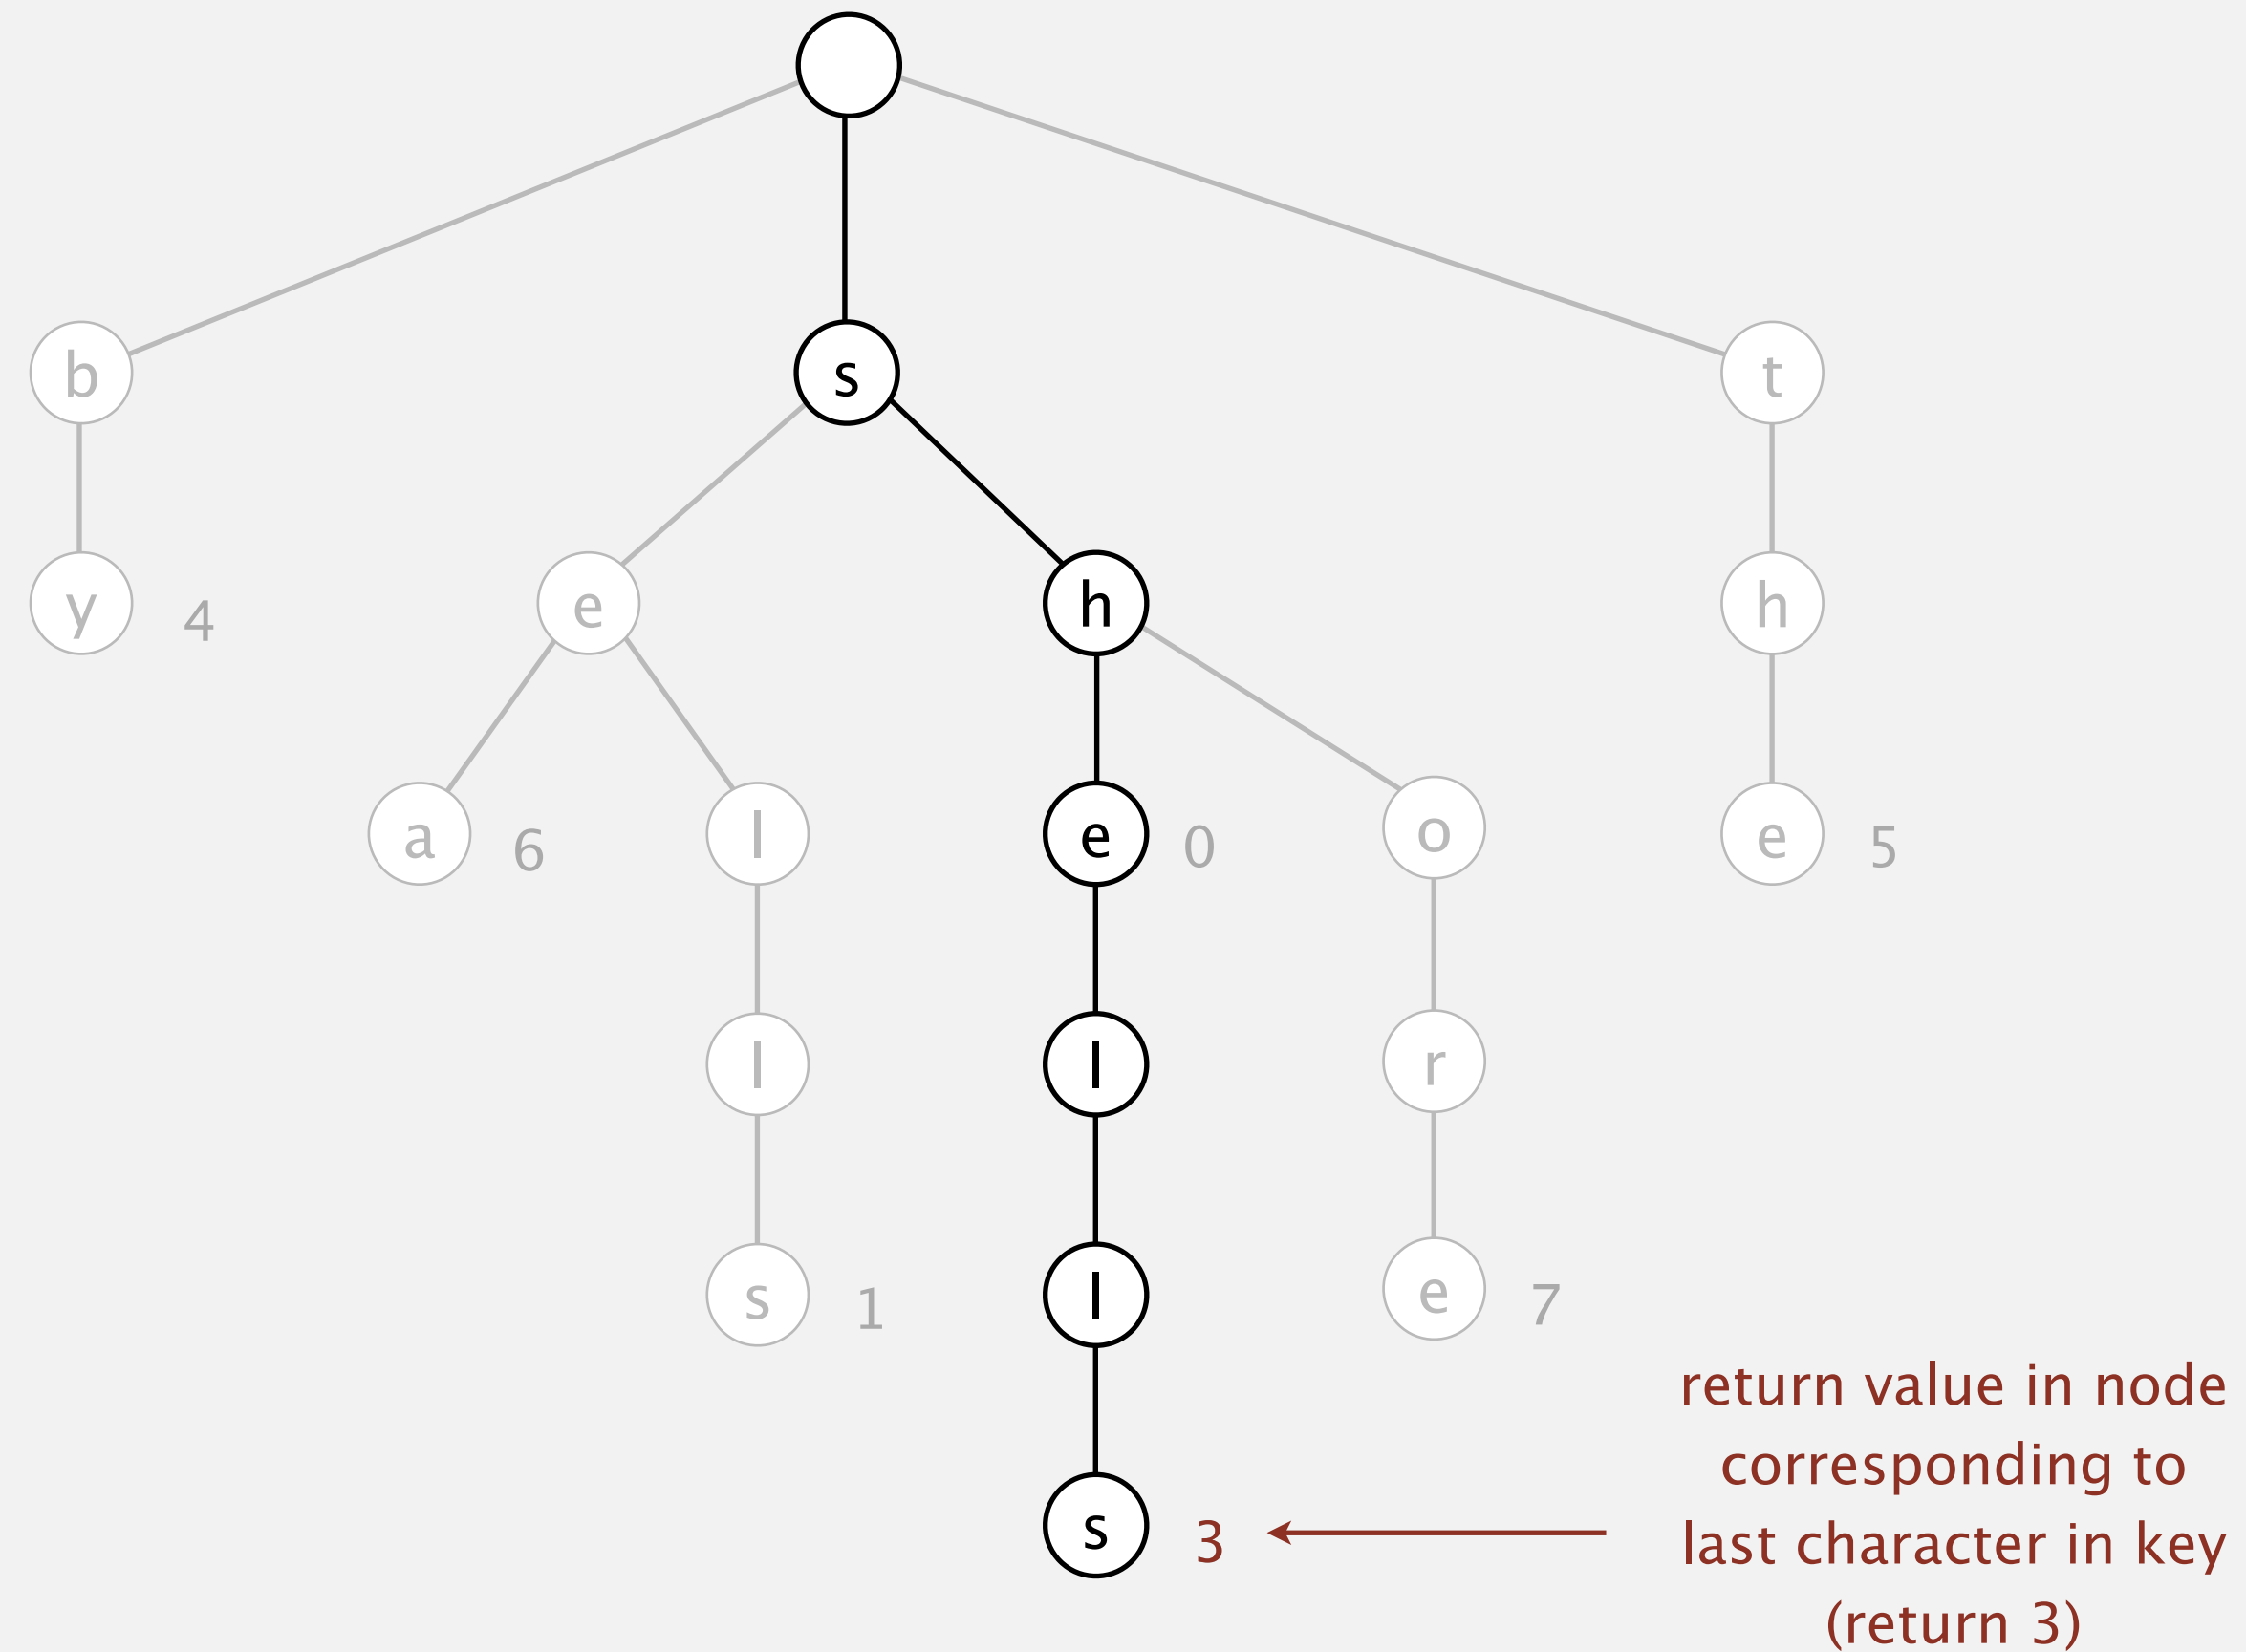 b
s
t
y 4
e
h
h
a 6
l
e 0
o
e 5
l
l
r
s 1
l
e 7
s 3
return value in node
corresponding to
last character in key
(return 3)